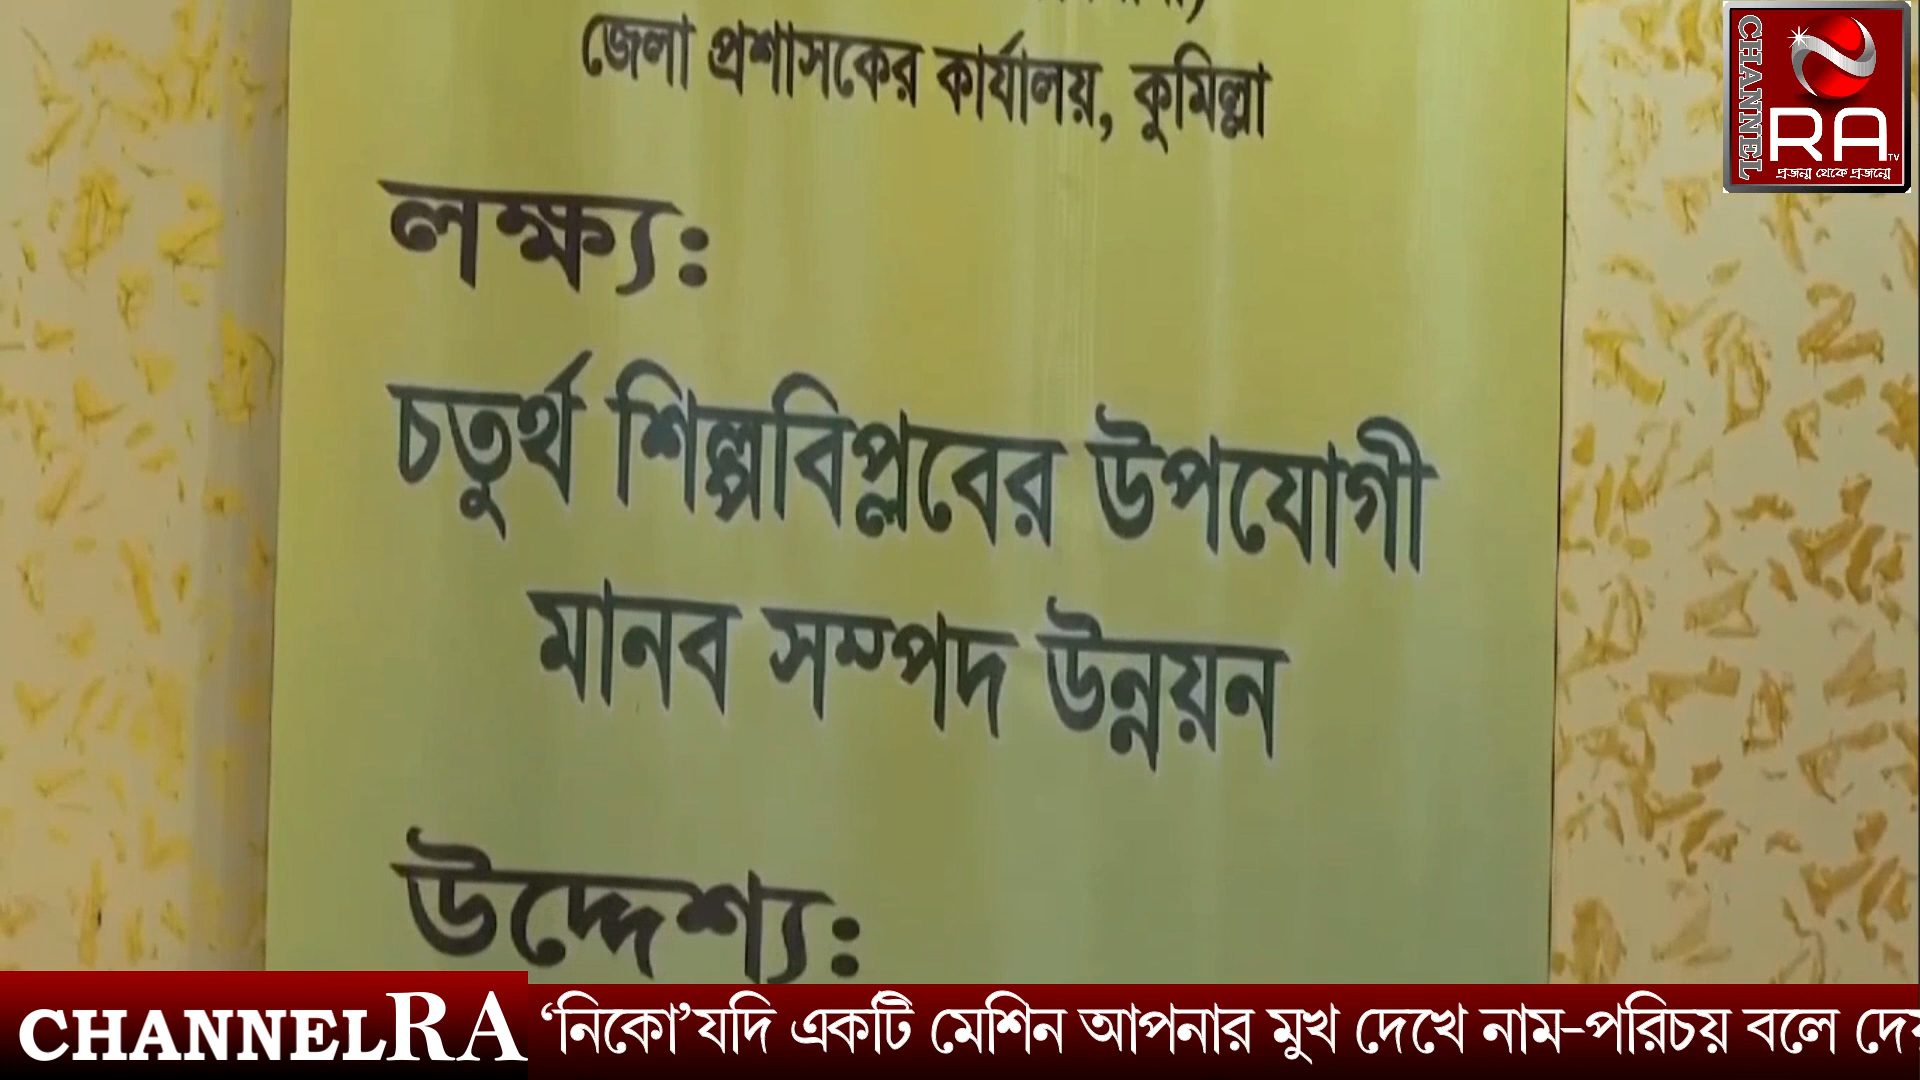 জেলা প্রশাসকের কার্যালয়, কুমিল্লা
লক্ষ্য:
চতুর্থ শিল্পবিপ্লবের উপযোগী
মানব সম্পদ উন্নয়ন
উদ্দেশ্য:
CHANNEL
RA
TV
প্রজন্ম থেকে প্রজন্মে
CHANNELRA
‘নিকো’যদি একটি মেশিন আপনার মুখ দেখে নাম-পরিচয় বলে